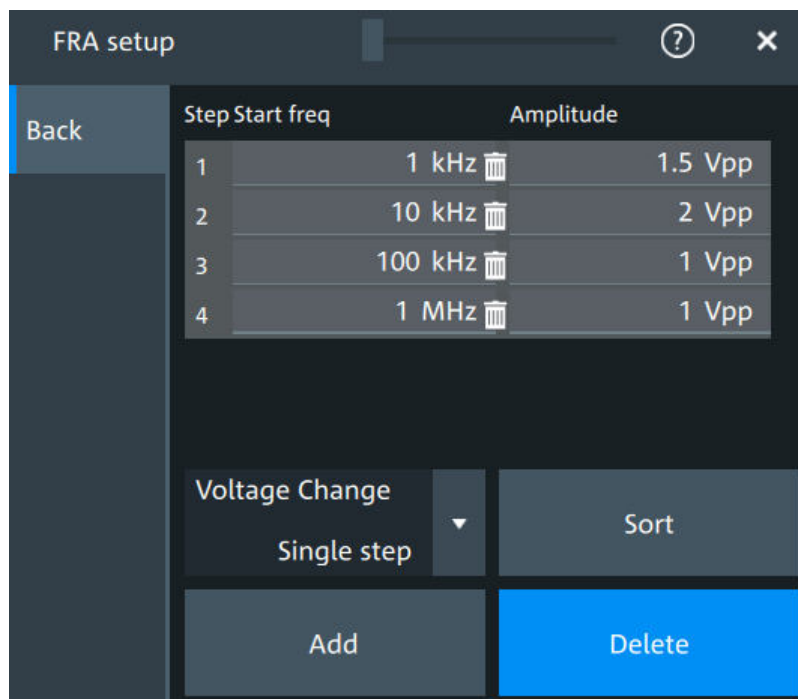 FRA setup ? ×
Back
Step Start freq Amplitude
1 1 kHz 1.5 Vpp
2 10 kHz 2 Vpp
3 100 kHz 1 Vpp
4 1 MHz 1 Vpp
Voltage Change
Single step
Sort
Add
Delete